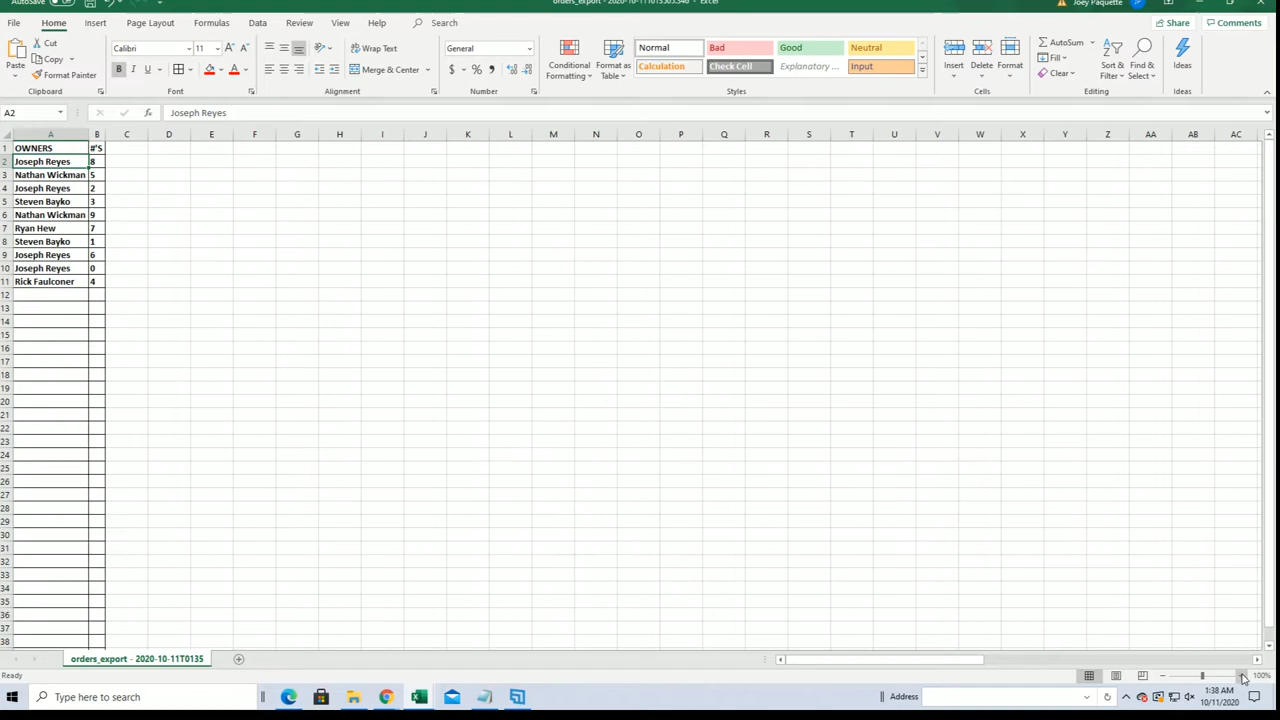 AutoSave orders_export - 2020-10-11T013505.346 - Excel Joey Paquette JP
File Home Insert Page Layout Formulas Data Review View Help Search Share Comments
Paste Cut Copy Format Painter Clipboard
Calibri 11 A A B I U A Font
Wrap Text Merge & Center Alignment
General $ % Number
Conditional Formatting Format as Table
Normal Bad Good Neutral
Calculation Check Cell Explanatory ... Input
Styles
Insert Delete Format Cells
AutoSum Fill Clear Sort & Filter Find & Select Editing
Ideas Ideas
A2 fx Joseph Reyes
A B C D E F G H I J K L M N O P Q R S T U V W X Y Z AA AB AC
1 OWNERS #'S
2 Joseph Reyes 8
3 Nathan Wickman 5
4 Joseph Reyes 2
5 Steven Bayko 3
6 Nathan Wickman 9
7 Ryan Hew 7
8 Steven Bayko 1
9 Joseph Reyes 6
10 Joseph Reyes 0
11 Rick Faulconer 4
12
13
14
15
16
17
18
19
20
21
22
23
24
25
26
27
28
29
30
31
32
33
34
35
36
37
38
orders_export - 2020-10-11T0135
Ready 100%
Type here to search Address 1:38 AM
10/11/2020